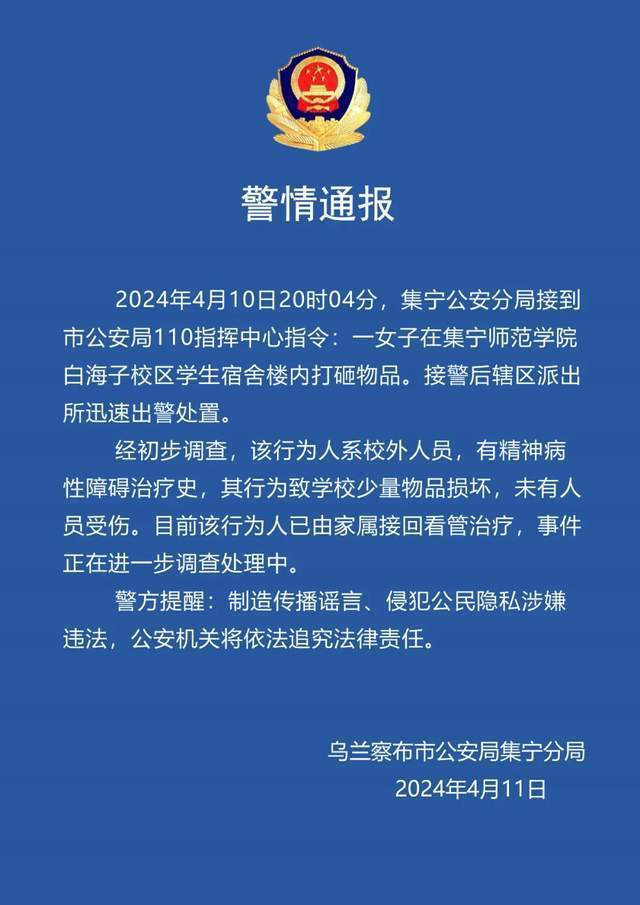 警情通报
2024年4月10日20时04分，集宁公安分局接到
市公安局110指挥中心指令：一女子在集宁师范学院
白海子校区学生宿舍楼内打砸物品。接警后辖区派出
所迅速出警处置。
经初步调查，该行为人系校外人员，有精神病
性障碍治疗史，其行为致学校少量物品损坏，未有人
员受伤。目前该行为人已由家属接回看管治疗，事件
正在进一步调查处理中。
警方提醒：制造传播谣言、侵犯公民隐私涉嫌
违法，公安机关将依法追究法律责任。
乌兰察布市公安局集宁分局
2024年4月11日